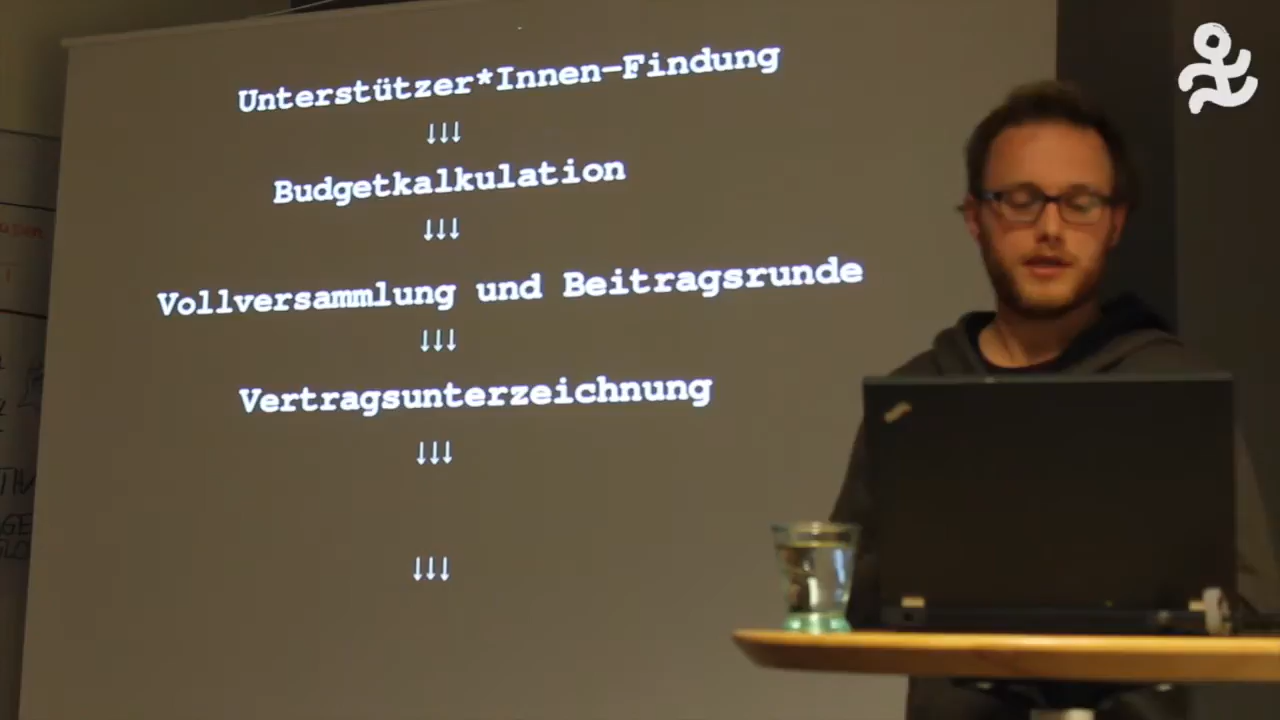 Unterstützer*Innen-Findung
↓↓↓
Budgetkalkulation
↓↓↓
Vollversammlung und Beitragsrunde
↓↓↓
Vertragsunterzeichnung
↓↓↓
↓↓↓